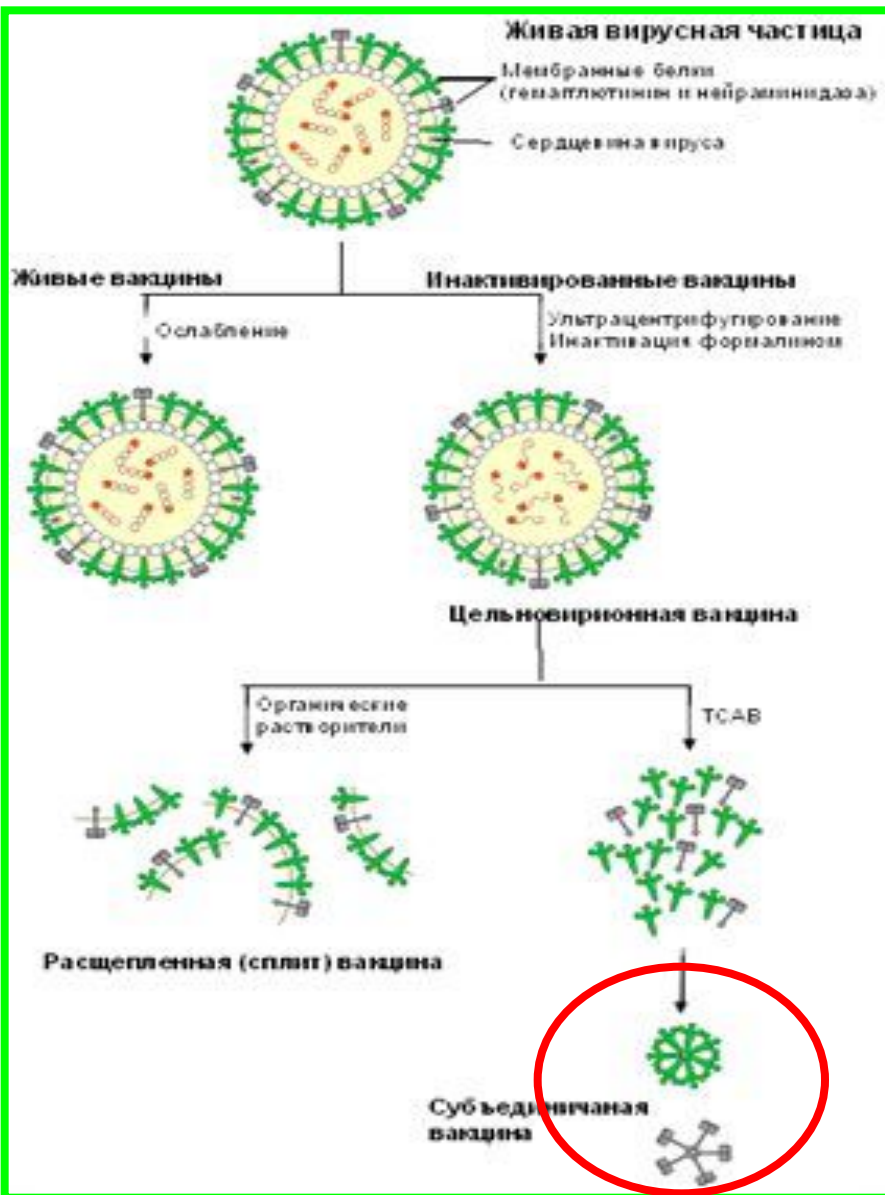 Живая вирусная частица
Мембранные белки
(гемагглютинин и нейраминидаза)
Сердцевина вируса
Живые вакцины
Инактивированные вакцины
Ослабление
Ультрацентрифугирование
Инактивация формалином
Цельновирионная вакцина
Органические
растворители
ТСАВ
Расщепленная (сплит) вакцина
Субъединичаная
вакцина